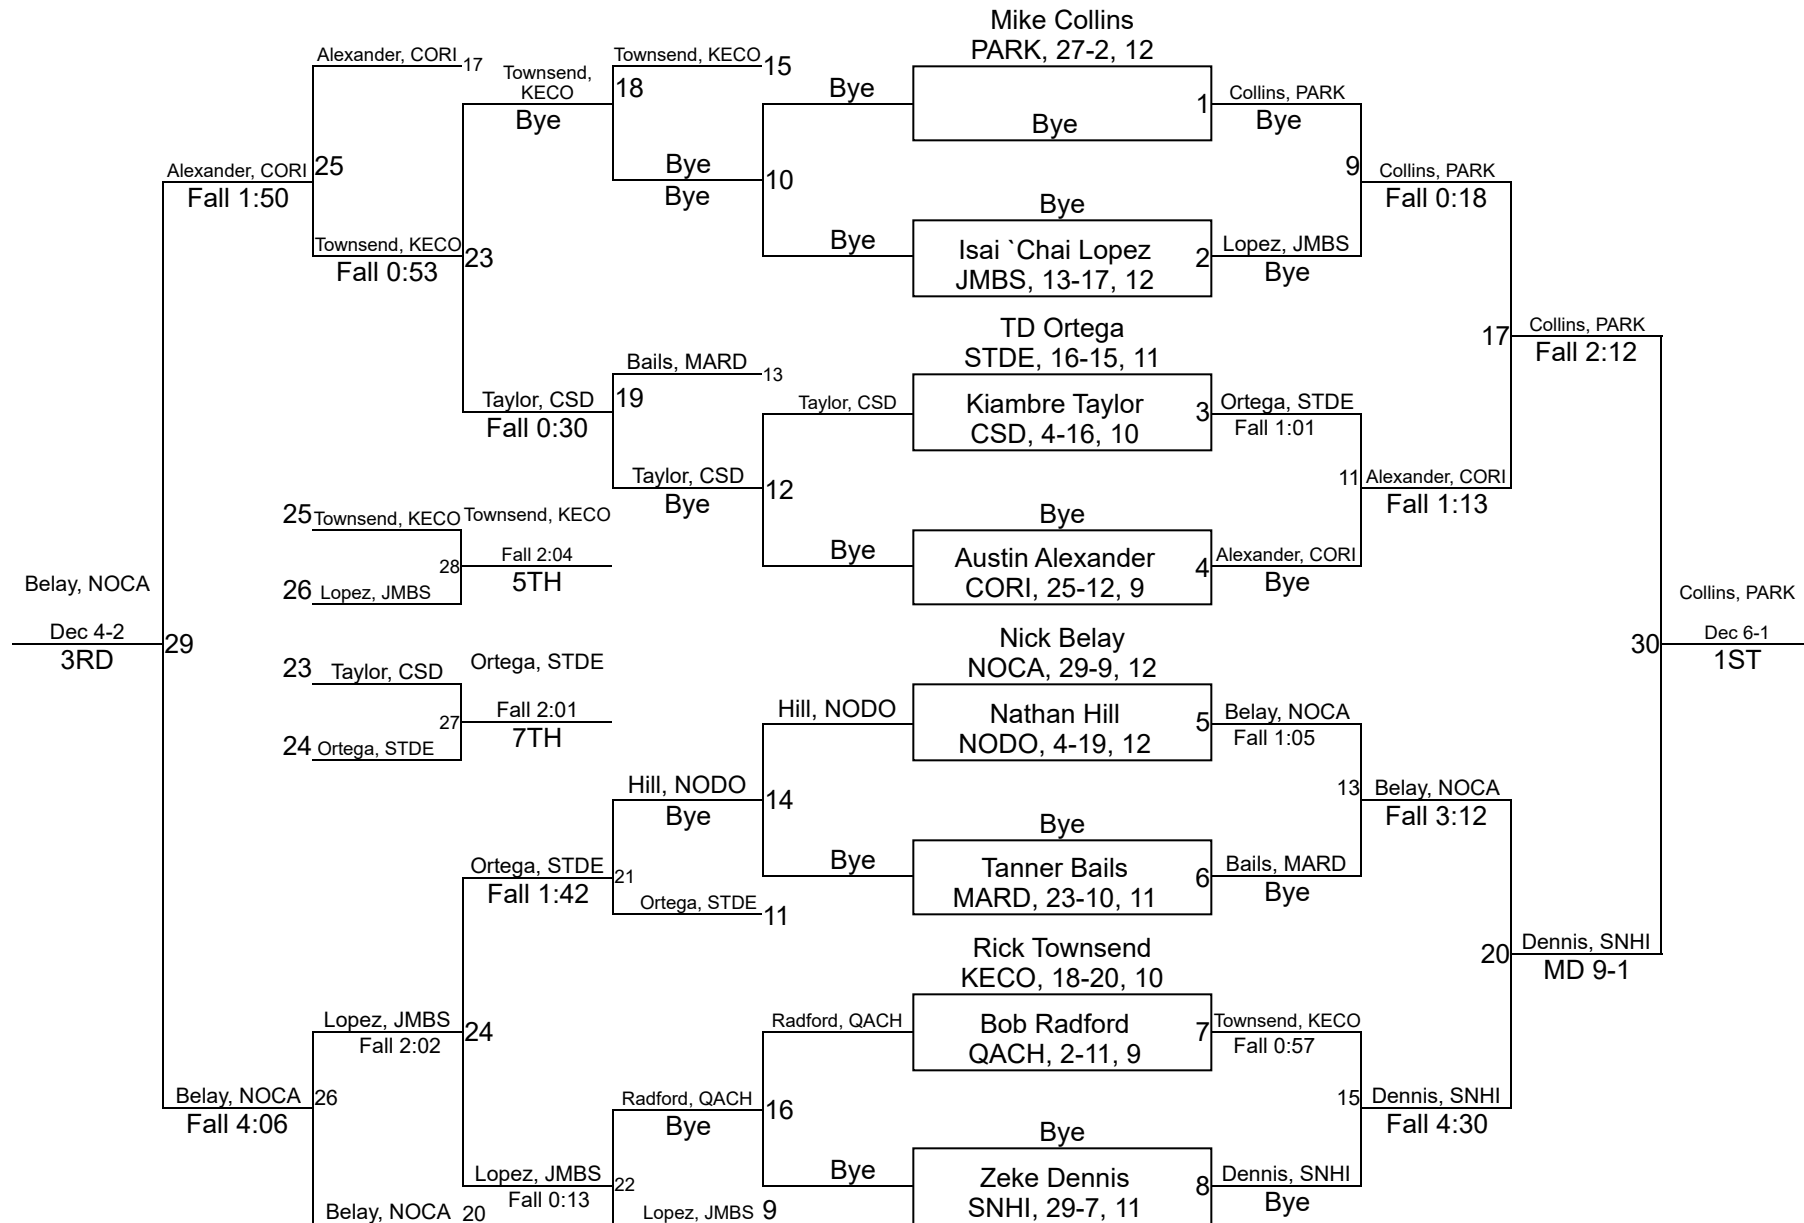 Mike Collins
PARK, 27-2, 12
Alexander, CORI 17
Townsend, KECO 15
Townsend,
KECO
18
Bye
Bye
1
Collins, PARK
Bye
Bye
Bye
Bye
10
9
Alexander, CORI
25
Fall 1:50
Collins, PARK
Fall 0:18
Bye
Bye
Townsend, KECO
23
Fall 0:53
Isai `Chai Lopez
JMBS, 13-17, 12
2
Lopez, JMBS
Bye
TD Ortega
STDE, 16-15, 11
17
Collins, PARK
Fall 2:12
Bails, MARD 13
Taylor, CSD
19
Fall 0:30
Taylor, CSD
Kiambre Taylor
CSD, 4-16, 10
3
Ortega, STDE
Fall 1:01
Taylor, CSD
12
Bye
11
Alexander, CORI
Fall 1:13
25 Townsend, KECO
Townsend, KECO
Fall 2:04
28
5TH
26 Lopez, JMBS
Bye
Bye
Austin Alexander
CORI, 25-12, 9
4
Alexander, CORI
Bye
Belay, NOCA
Dec 4-2
29
3RD
Collins, PARK
30
Dec 6-1
1ST
Nick Belay
NOCA, 29-9, 12
23 Taylor, CSD
Ortega, STDE
Fall 2:01
27
7TH
24 Ortega, STDE
Hill, NODO
Nathan Hill
NODO, 4-19, 12
5
Belay, NOCA
Fall 1:05
Hill, NODO
14
Bye
13
Belay, NOCA
Fall 3:12
Bye
Bye
Tanner Bails
MARD, 23-10, 11
6
Bails, MARD
Bye
Ortega, STDE
21
Fall 1:42
Ortega, STDE 11
Rick Townsend
KECO, 18-20, 10
20
Dennis, SNHI
MD 9-1
Lopez, JMBS
24
Fall 2:02
Radford, QACH
Bob Radford
QACH, 2-11, 9
7
Townsend, KECO
Fall 0:57
Belay, NOCA
26
Fall 4:06
Radford, QACH
16
Bye
15
Dennis, SNHI
Fall 4:30
Bye
Bye
Zeke Dennis
SNHI, 29-7, 11
8
Dennis, SNHI
Bye
Lopez, JMBS
22
Fall 0:13
Belay, NOCA 20
Lopez, JMBS 9